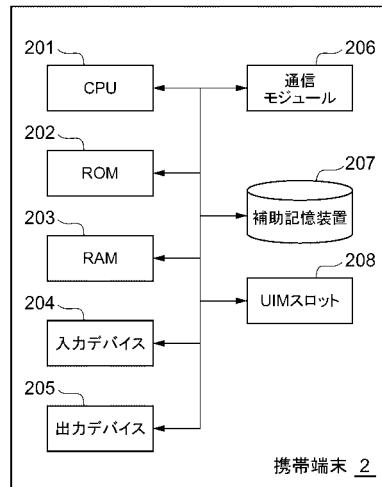 201
CPU
202
ROM
203
RAM
204
入力デバイス
205
出力デバイス
206
通信
モジュール
207
補助記憶装置
208
UIMスロット
携帯端末 2